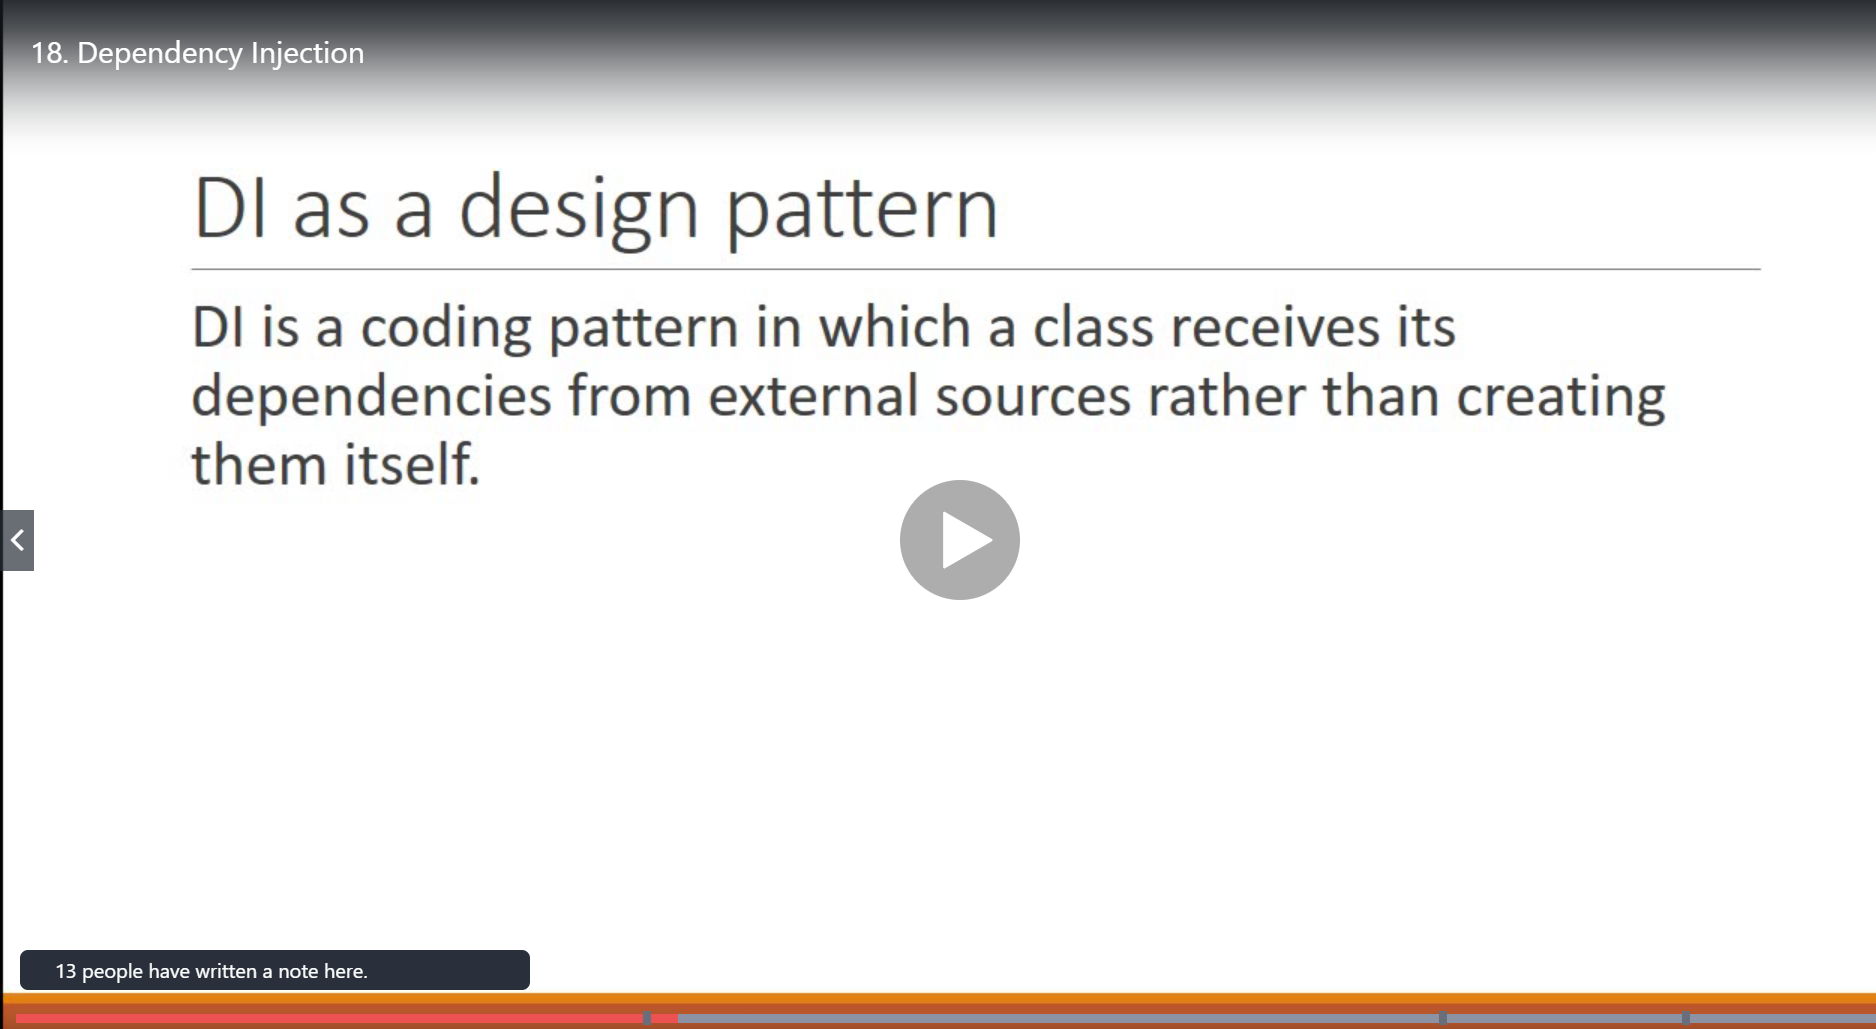 18. Dependency Injection
DI as a design pattern
DI is a coding pattern in which a class receives its
dependencies from external sources rather than creating
them itself.
13 people have written a note here.